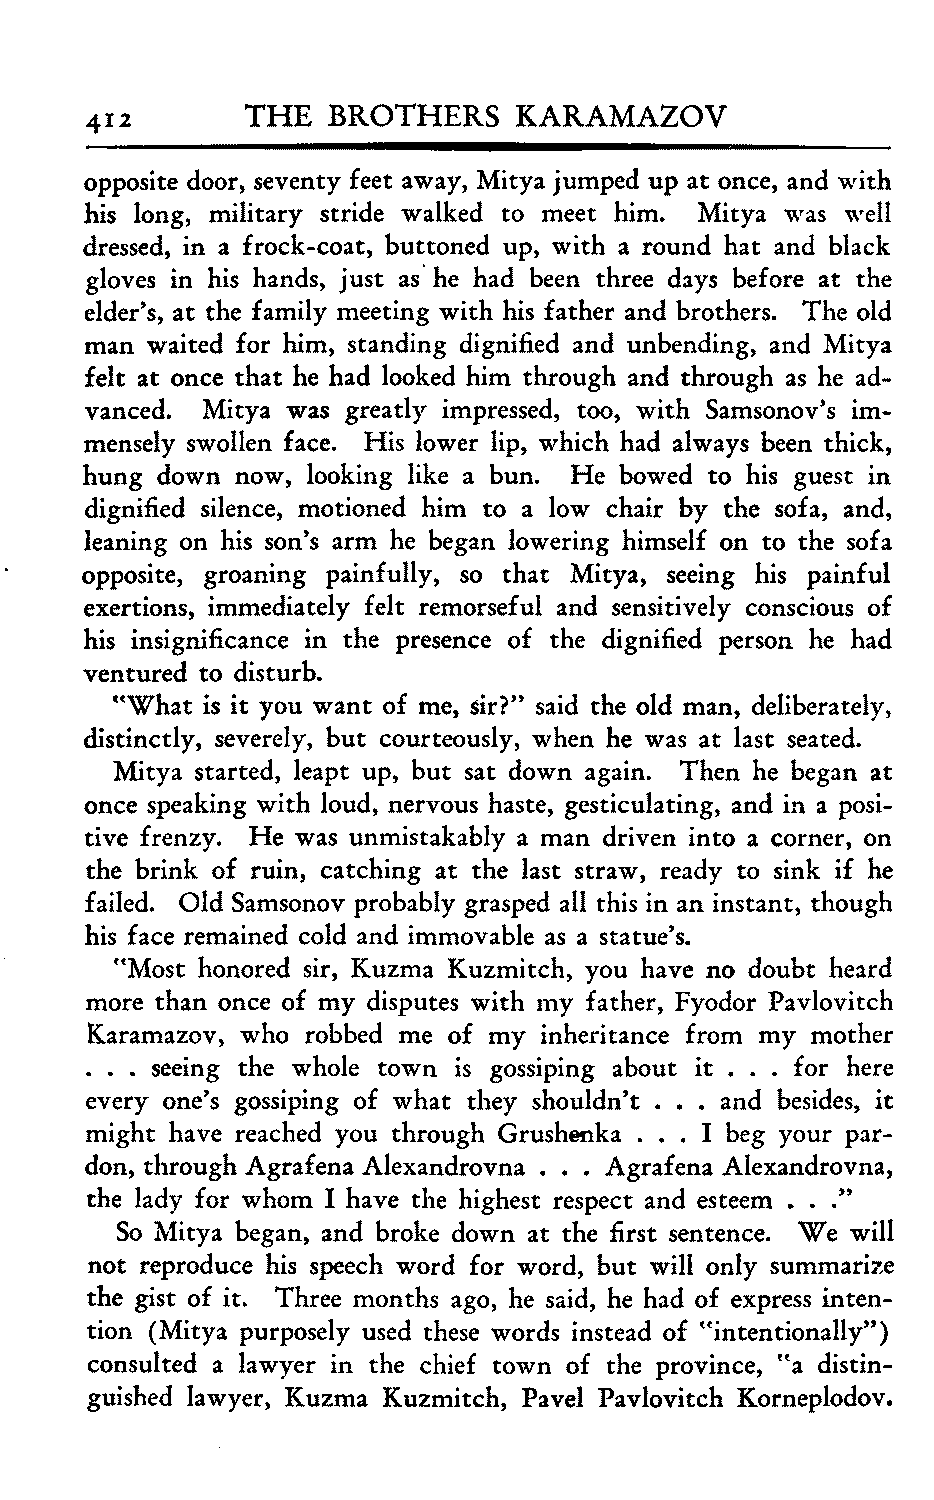 412 THE BROTHERS KARAMAZOV
opposite door, seventy feet away, Mitya jumped up at once, and with
his long, military stride walked to meet him. Mitya was well
dressed, in a frock-coat, buttoned up, with a round hat and black
gloves in his hands, just as he had been three days before at the
elder's, at the family meeting with his father and brothers. The old
man waited for him, standing dignified and unbending, and Mitya
felt at once that he had looked him through and through as he ad-
vanced. Mitya was greatly impressed, too, with Samsonov's im-
mensely swollen face. His lower lip, which had always been thick,
hung down now, looking like a bun. He bowed to his guest in
dignified silence, motioned him to a low chair by the sofa, and,
leaning on his son's arm he began lowering himself on to the sofa
opposite, groaning painfully, so that Mitya, seeing his painful
exertions, immediately felt remorseful and sensitively conscious of
his insignificance in the presence of the dignified person he had
ventured to disturb.
"What is it you want of me, sir?" said the old man, deliberately,
distinctly, severely, but courteously, when he was at last seated.
Mitya started, leapt up, but sat down again. Then he began at
once speaking with loud, nervous haste, gesticulating, and in a posi-
tive frenzy. He was unmistakably a man driven into a corner, on
the brink of ruin, catching at the last straw, ready to sink if he
failed. Old Samsonov probably grasped all this in an instant, though
his face remained cold and immovable as a statue's.
"Most honored sir, Kuzma Kuzmitch, you have no doubt heard
more than once of my disputes with my father, Fyodor Pavlovitch
Karamazov, who robbed me of my inheritance from my mother
. . . seeing the whole town is gossiping about it . . . for here
every one's gossiping of what they shouldn't . . . and besides, it
might have reached you through Grushenka . . . I beg your par-
don, through Agrafena Alexandrovna . . . Agrafena Alexandrovna,
the lady for whom I have the highest respect and esteem . . ."
So Mitya began, and broke down at the first sentence. We will
not reproduce his speech word for word, but will only summarize
the gist of it. Three months ago, he said, he had of express inten-
tion (Mitya purposely used these words instead of "intentionally")
consulted a lawyer in the chief town of the province, "a distin-
guished lawyer, Kuzma Kuzmitch, Pavel Pavlovitch Korneplodov.